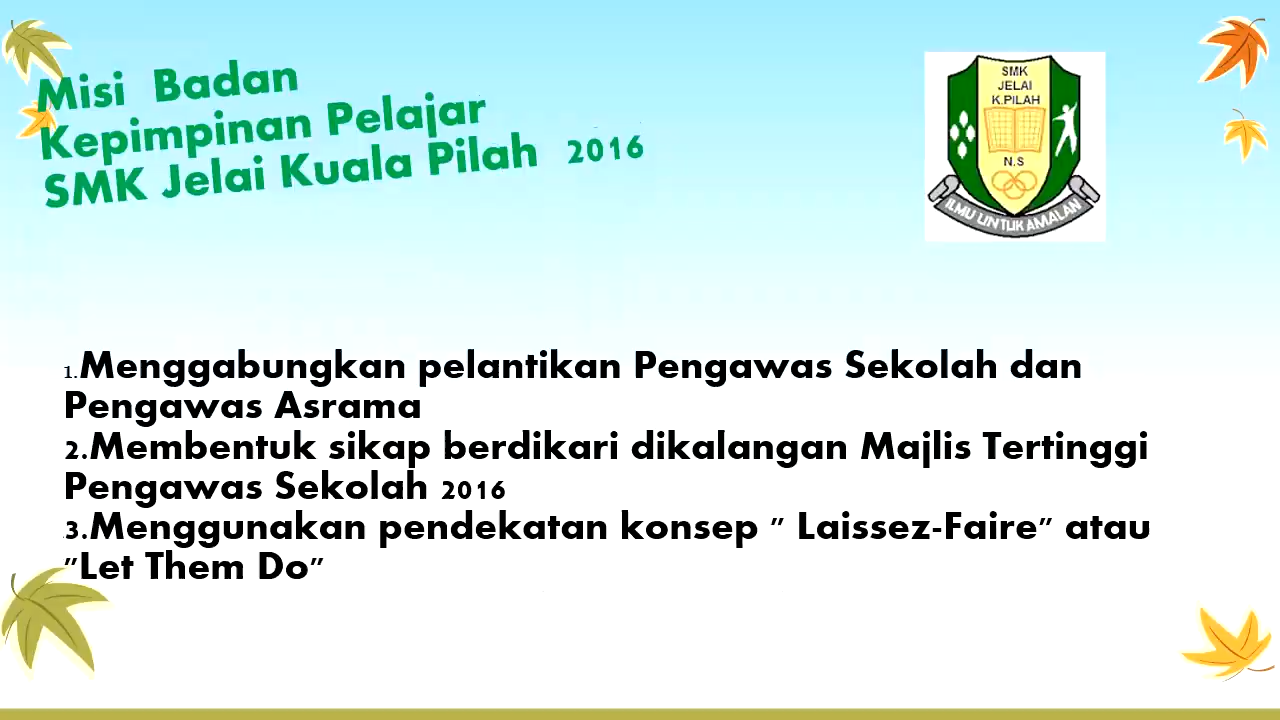 Misi Badan
Kepimpinan Pelajar
SMK Jelai Kuala Pilah 2016
SMK
JELAI
K.PILAH
N.S
ILMU UNTUK AMALAN
1.Menggabungkan pelantikan Pengawas Sekolah dan
Pengawas Asrama
2.Membentuk sikap berdikari dikalangan Majlis Tertinggi
Pengawas Sekolah 2016
3.Menggunakan pendekatan konsep " Laissez-Faire" atau
"Let Them Do"